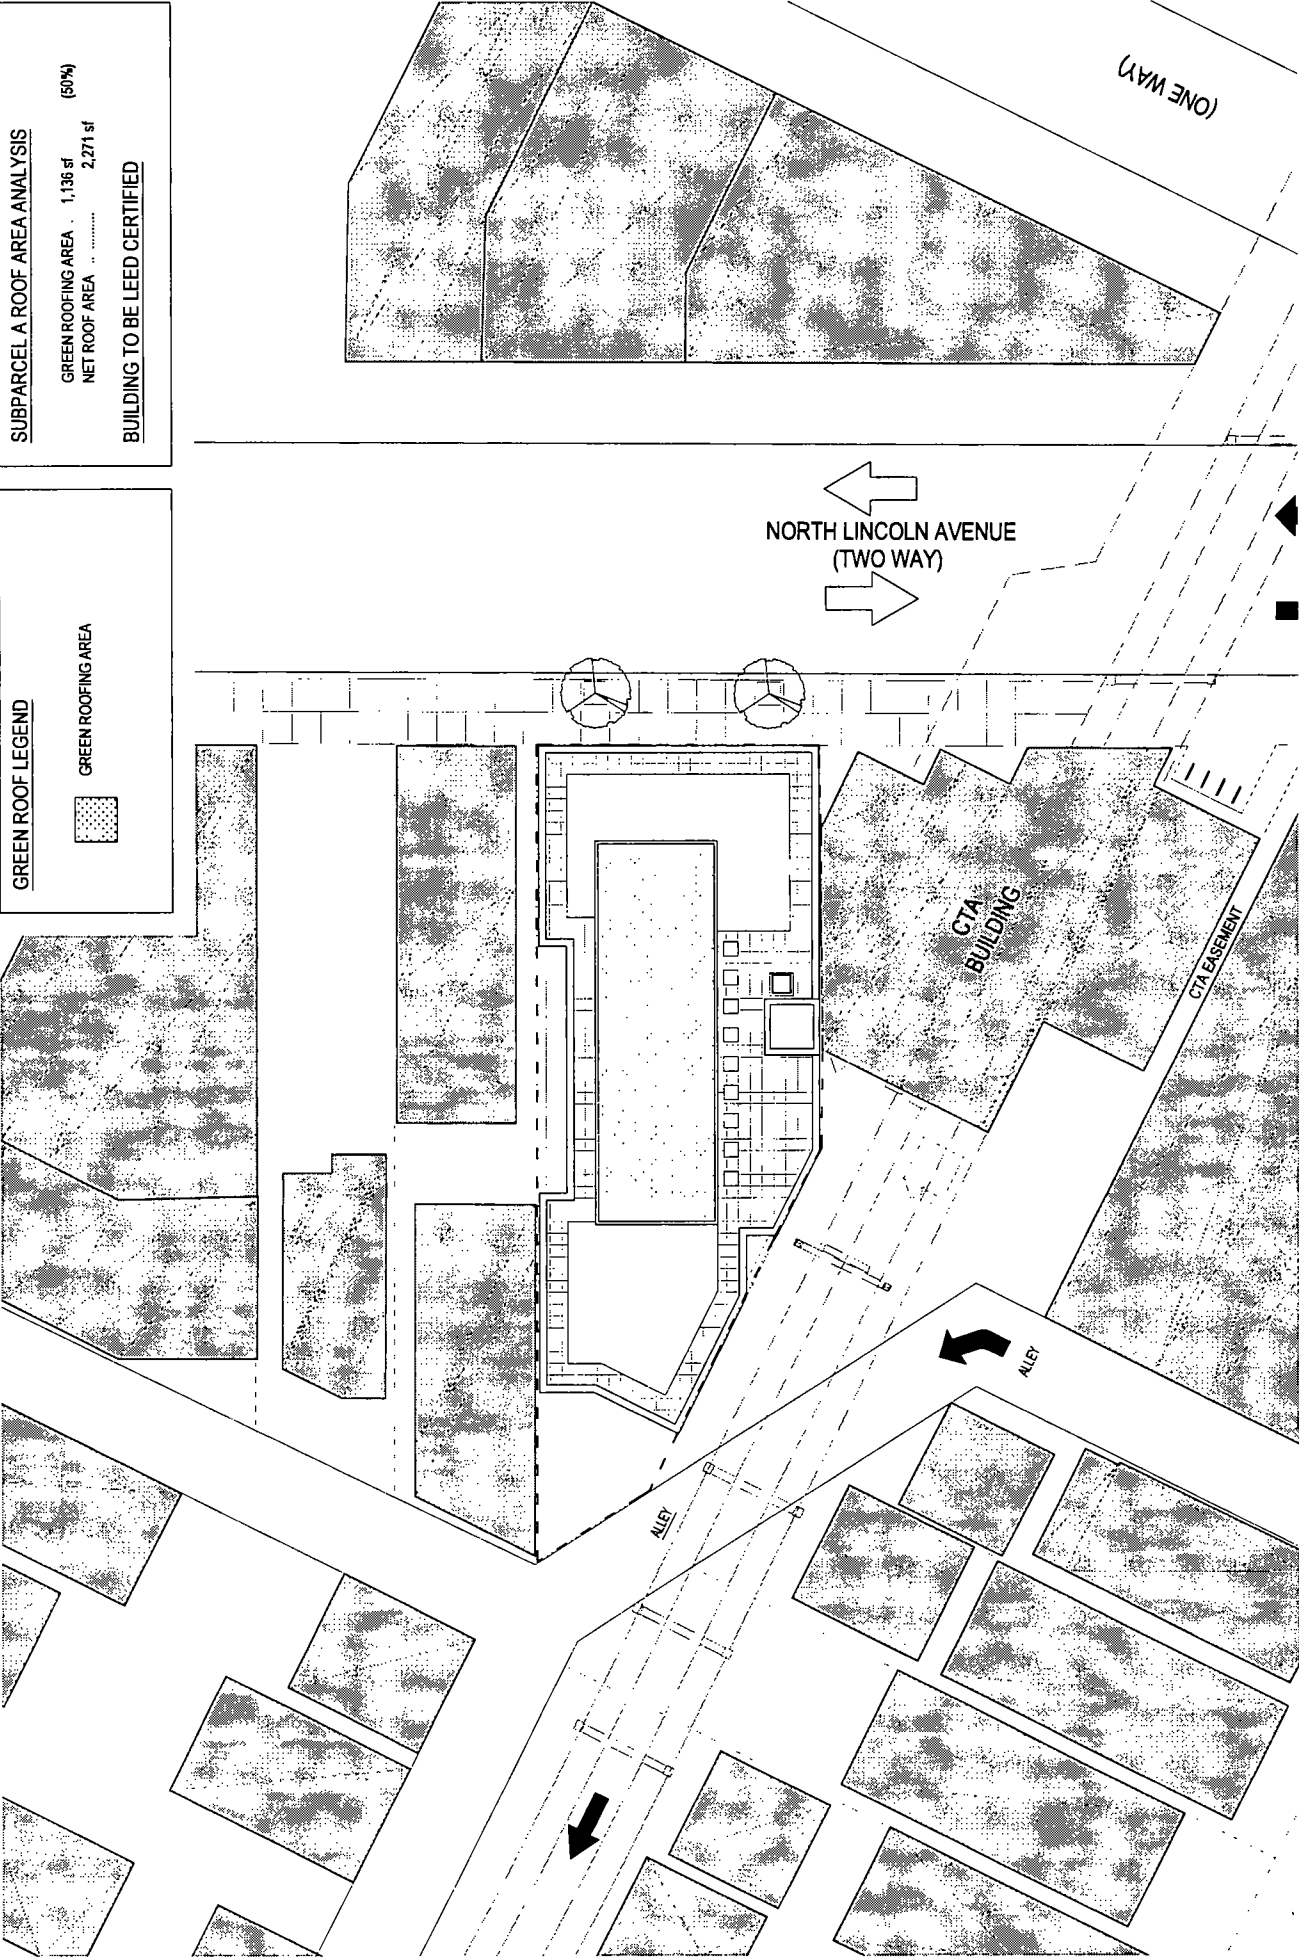 SUBPARCEL A ROOF AREA ANALYSIS
GREEN ROOFING AREA . 1,136 sf (50%)
NET ROOF AREA .. ........... 2,271 sf
BUILDING TO BE LEED CERTIFIED
GREEN ROOF LEGEND
GREEN ROOFING AREA
(ONE WAY)
NORTH LINCOLN AVENUE
(TWO WAY)
CTA
BUILDING
CTA EASEMENT
ALLEY
ALLEY